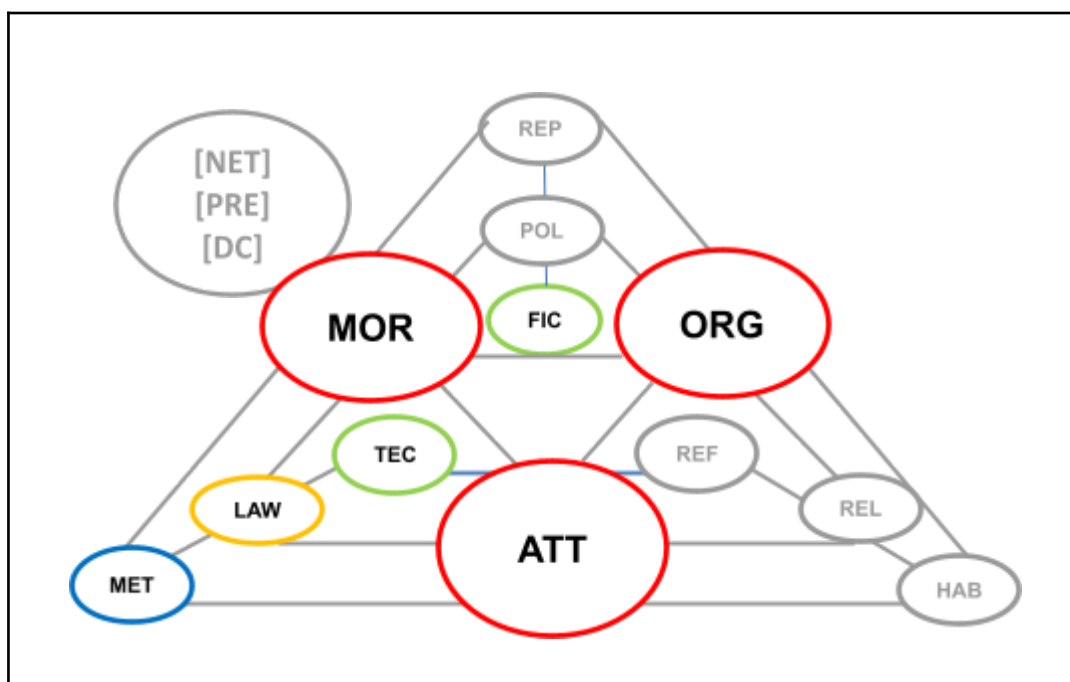 REP
[NET]
[PRE]
[DC]
POL
MOR
FIC
ORG
TEC
REF
LAW
REL
ATT
MET
HAB